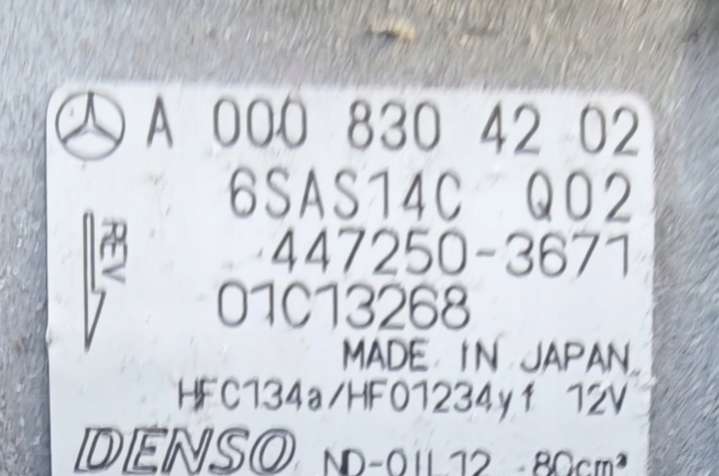 A 000 830 42 02
6SAS14C Q02
447250-3671
REV
01C13268
MADE IN JAPAN
HFC134a/HFO1234yf 12V
DENSO ND-OIL12 80cm³